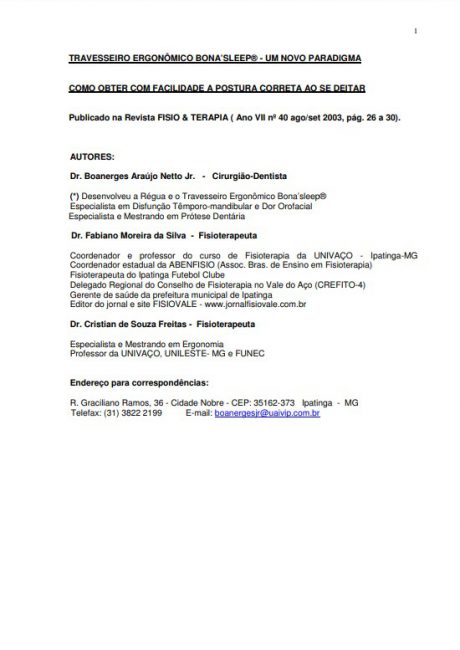 1
TRAVESSEIRO ERGONÔMICO BONA'SLEEP® - UM NOVO PARADIGMA
COMO OBTER COM FACILIDADE A POSTURA CORRETA AO SE DEITAR
Publicado na Revista FISIO & TERAPIA ( Ano VII nº 40 ago/set 2003, pág. 26 a 30).
AUTORES:
Dr. Boanerges Araújo Netto Jr. - Cirurgião-Dentista
(*) Desenvolveu a Régua e o Travesseiro Ergonômico Bona'sleep®
Especialista em Disfunção Têmporo-mandibular e Dor Orofacial
Especialista e Mestrando em Prótese Dentária
Dr. Fabiano Moreira da Silva - Fisioterapeuta
Coordenador e professor do curso de Fisioterapia da UNIVAÇO - Ipatinga-MG
Coordenador estadual da ABENFISIO (Assoc. Bras. de Ensino em Fisioterapia)
Fisioterapeuta do Ipatinga Futebol Clube
Delegado Regional do Conselho de Fisioterapia no Vale do Aço (CREFITO-4)
Gerente de saúde da prefeitura municipal de Ipatinga
Editor do jornal e site FISIOVALE - www.jornalfisiovale.com.br
Dr. Cristian de Souza Freitas - Fisioterapeuta
Especialista e Mestrando em Ergonomia
Professor da UNIVAÇO, UNILESTE- MG e FUNEC
Endereço para correspondências:
R. Graciliano Ramos, 36 - Cidade Nobre - CEP: 35162-373 Ipatinga - MG
Telefax: (31) 3822 2199 E-mail: boanergesjr@uaivip.com.br